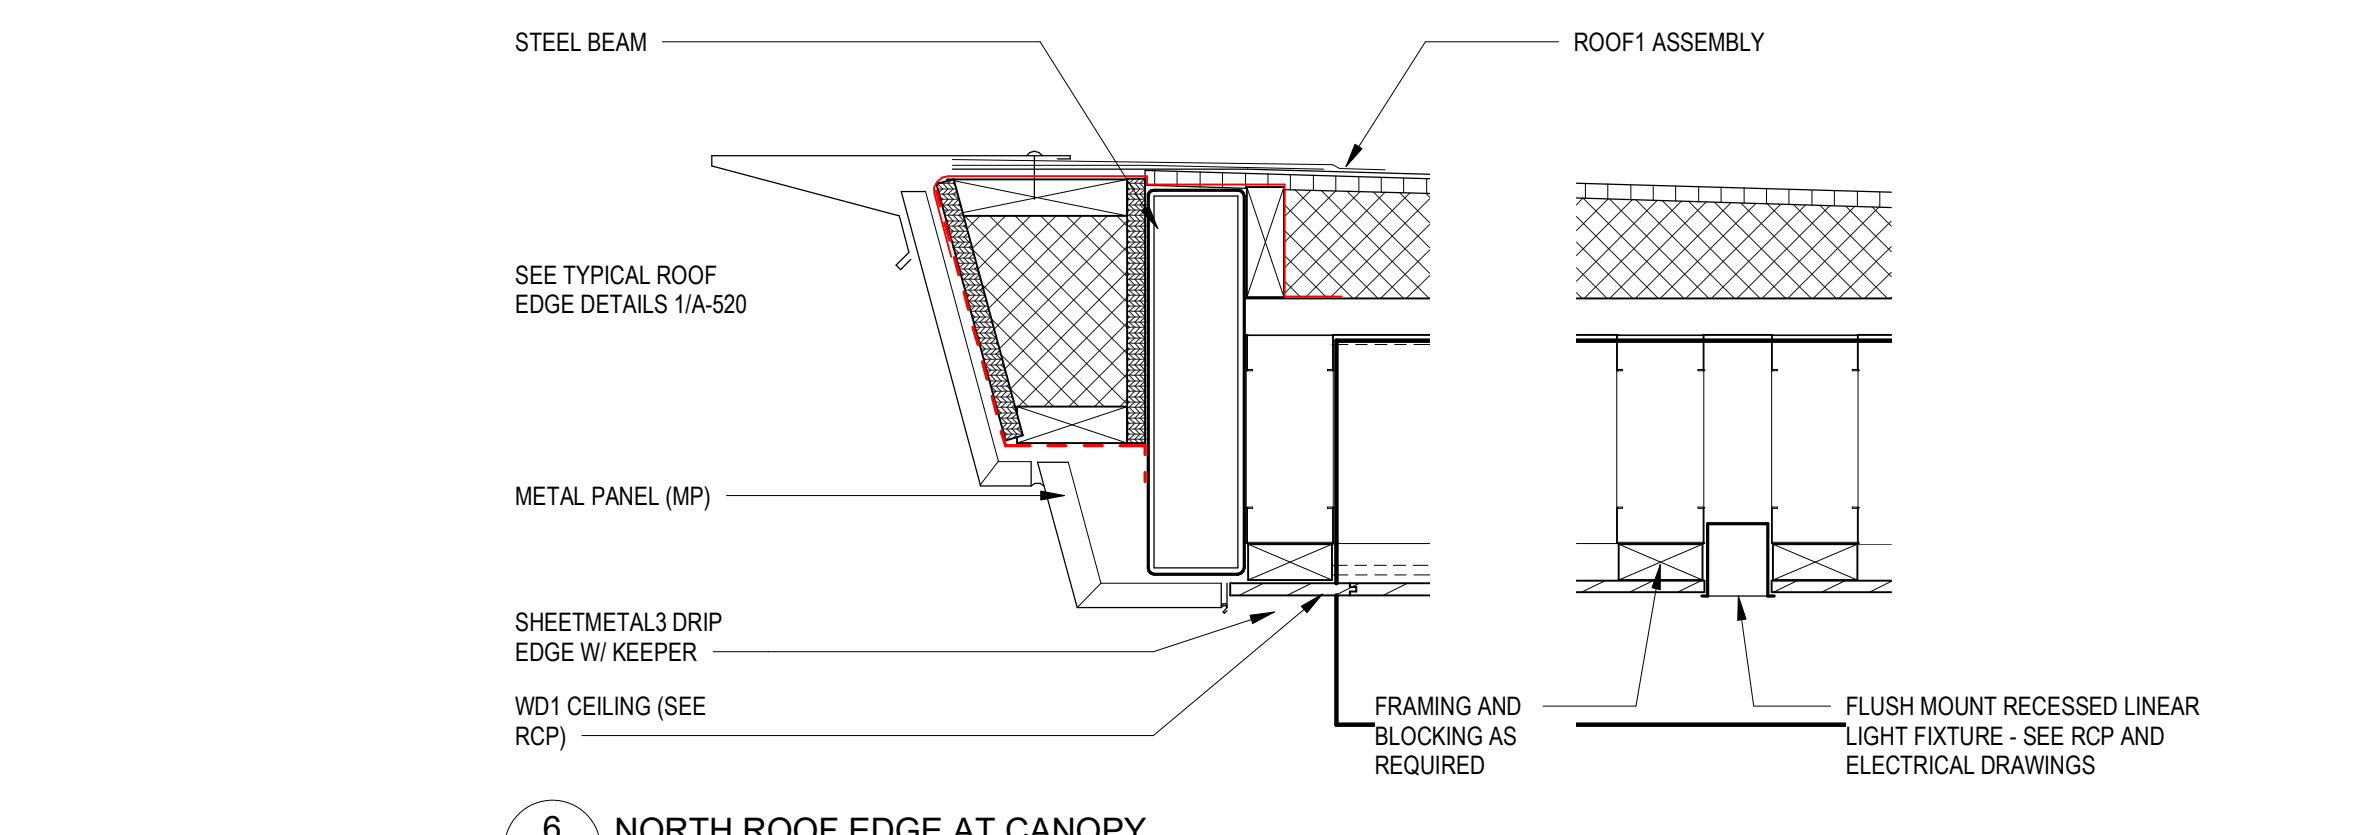 STEEL BEAM
ROOF1 ASSEMBLY
SEE TYPICAL ROOF
EDGE DETAILS 1/A-520
METAL PANEL (MP)
SHEETMETAL3 DRIP
EDGE W/ KEEPER
WD1 CEILING (SEE
RCP)
FRAMING AND
BLOCKING AS
REQUIRED
FLUSH MOUNT RECESSED LINEAR
LIGHT FIXTURE - SEE RCP AND
ELECTRICAL DRAWINGS
6
NORTH ROOF EDGE AT CANOPY